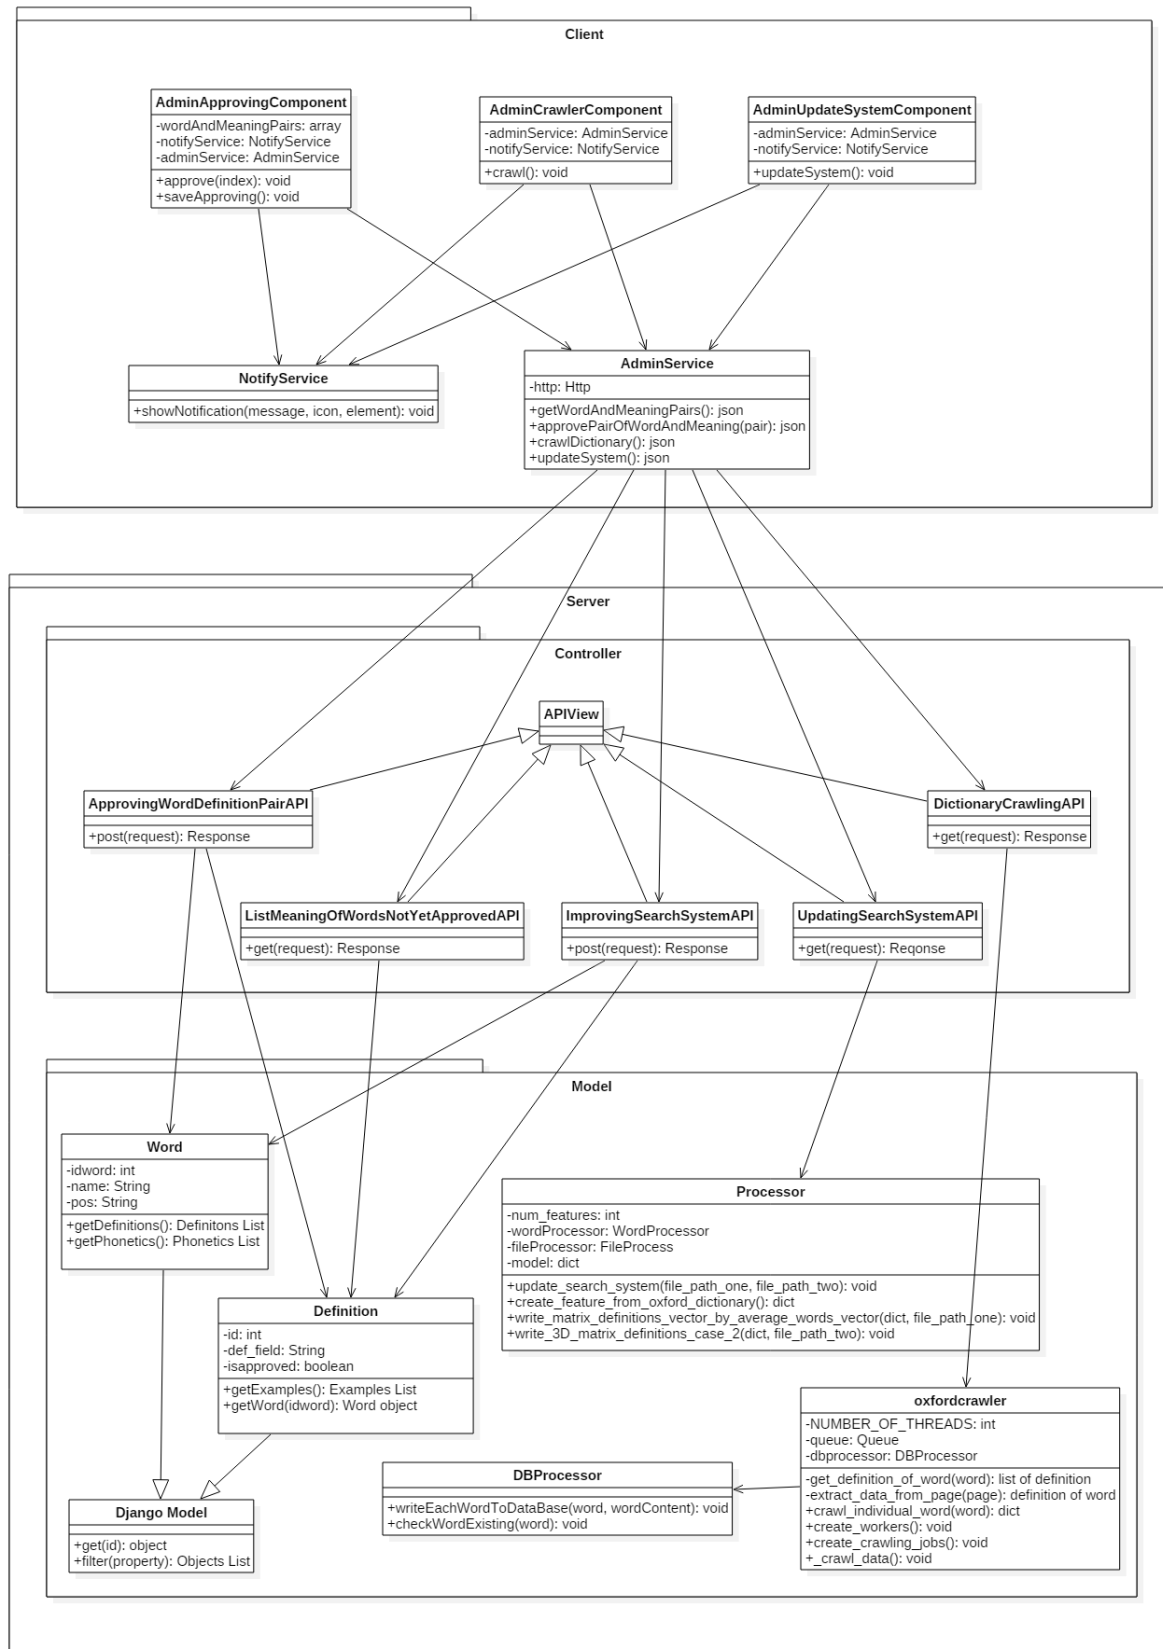 Client
AdminApprovingComponent
-wordAndMeaningPairs: array
-notifyService: NotifyService
-adminService: AdminService
+approve(index): void
+saveApproving(): void
AdminCrawlerComponent
-adminService: AdminService
-notifyService: NotifyService
+crawl(): void
AdminUpdateSystemComponent
-adminService: AdminService
-notifyService: NotifyService
+updateSystem(): void
NotifyService
+showNotification(message, icon, element): void
AdminService
-http: Http
+getWordAndMeaningPairs(): json
+approvePairOfWordAndMeaning(pair): json
+crawlDictionary(): json
+updateSystem(): json
Server
Controller
APIView
ApprovingWordDefinitionPairAPI
+post(request): Response
DictionaryCrawlingAPI
+get(request): Response
ListMeaningOfWordsNotYetApprovedAPI
+get(request): Response
ImprovingSearchSystemAPI
+post(request): Response
UpdatingSearchSystemAPI
+get(request): Reqonse
Model
Word
-idword: int
-name: String
-pos: String
+getDefinitions(): Definitons List
+getPhonetics(): Phonetics List
Processor
-num_features: int
-wordProcessor: WordProcessor
-fileProcessor: FileProcess
-model: dict
+update_search_system(file_path_one, file_path_two): void
+create_feature_from_oxford_dictionary(): dict
+write_matrix_definitions_vector_by_average_words_vector(dict, file_path_one): void
+write_3D_matrix_definitions_case_2(dict, file_path_two): void
Definition
-id: int
-def_field: String
-isapproved: boolean
+getExamples(): Examples List
+getWord(idword): Word object
oxfordcrawler
-NUMBER_OF_THREADS: int
-queue: Queue
-dbprocessor: DBProcessor
-get_definition_of_word(word): list of definition
-extract_data_from_page(page): definition of word
+crawl_individual_word(word): dict
+create_workers(): void
+create_crawling_jobs(): void
+_crawl_data(): void
DBProcessor
+writeEachWordToDataBase(word, wordContent): void
+checkWordExisting(word): void
Django Model
+get(id): object
+filter(property): Objects List